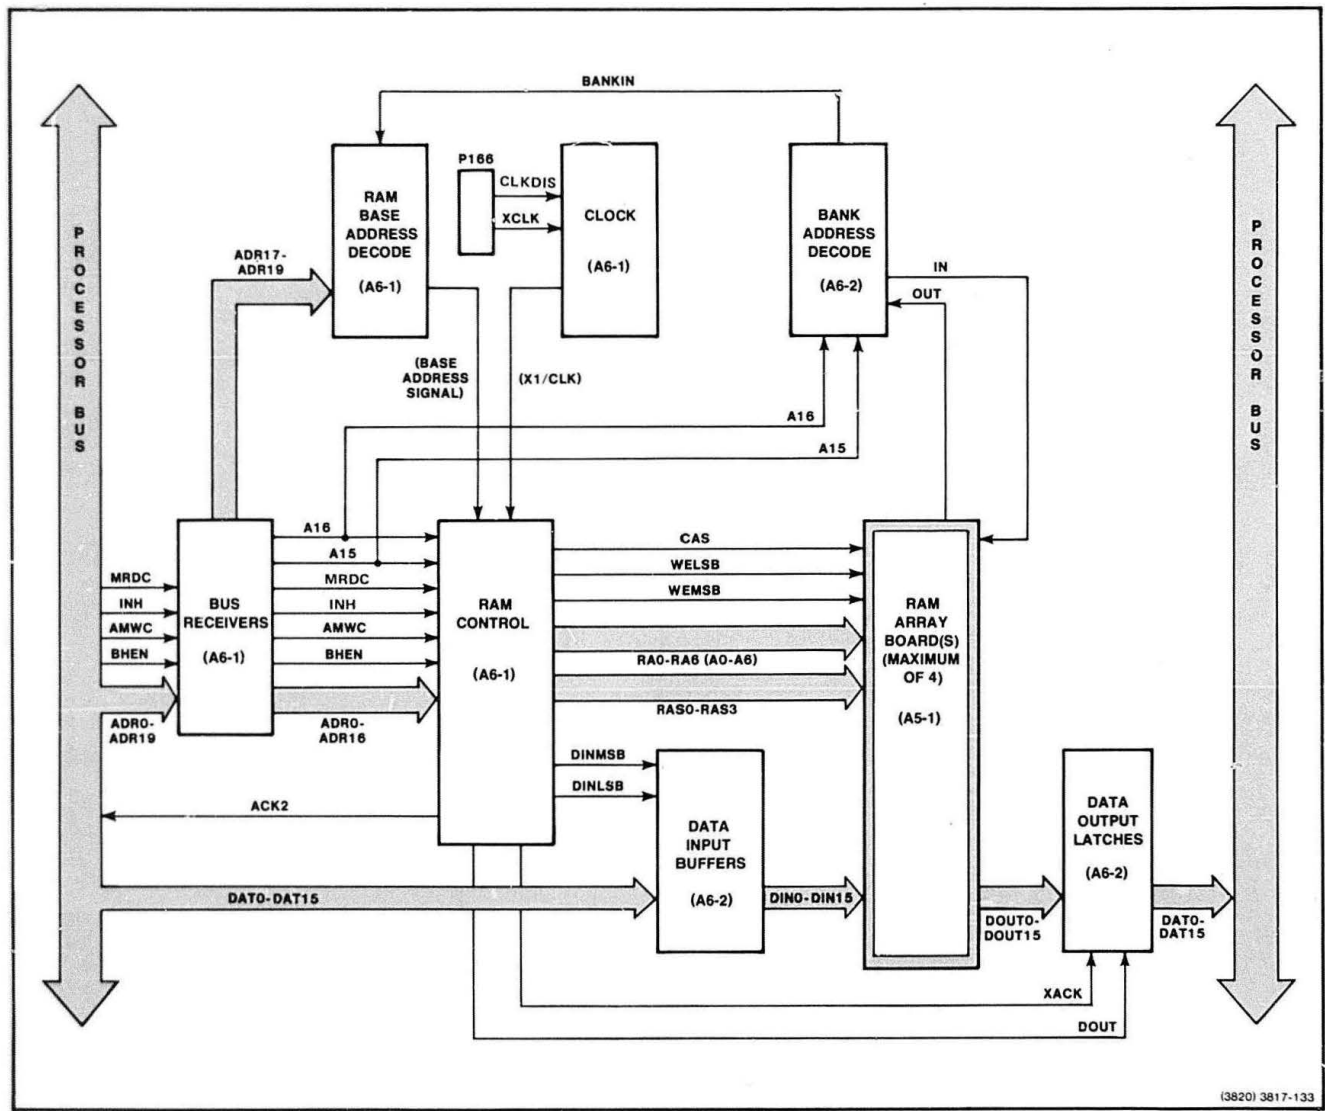 BANKIN
P166
CLKDIS
XCLK
RAM
BASE
ADDRESS
DECODE
(A6-1)
CLOCK
(A6-1)
BANK
ADDRESS
DECODE
(A6-2)
PROCESSOR BUS
PROCESSOR BUS
ADR17-
ADR19
IN
OUT
(BASE
ADDRESS
SIGNAL)
(X1/CLK)
A16
A15
A16
A15
MRDC
INH
AMWC
BHEN
ADR0-
ADR19
BUS
RECEIVERS
(A6-1)
MRDC
INH
AMWC
BHEN
ADR0-
ADR16
RAM
CONTROL
(A6-1)
CAS
WELSB
WEMSB
RA0-RA6 (A0-A6)
RAS0-RAS3
RAM
ARRAY
BOARD(S)
(MAXIMUM
OF 4)
(A5-1)
DINMSB
DINLSB
ACK2
DATA
INPUT
BUFFERS
(A6-2)
DATA
OUTPUT
LATCHES
(A6-2)
DAT0-DAT15
DIN0-DIN15
DOUT0-
DOUT15
DAT0-
DAT15
XACK
DOUT
(3820) 3817-133